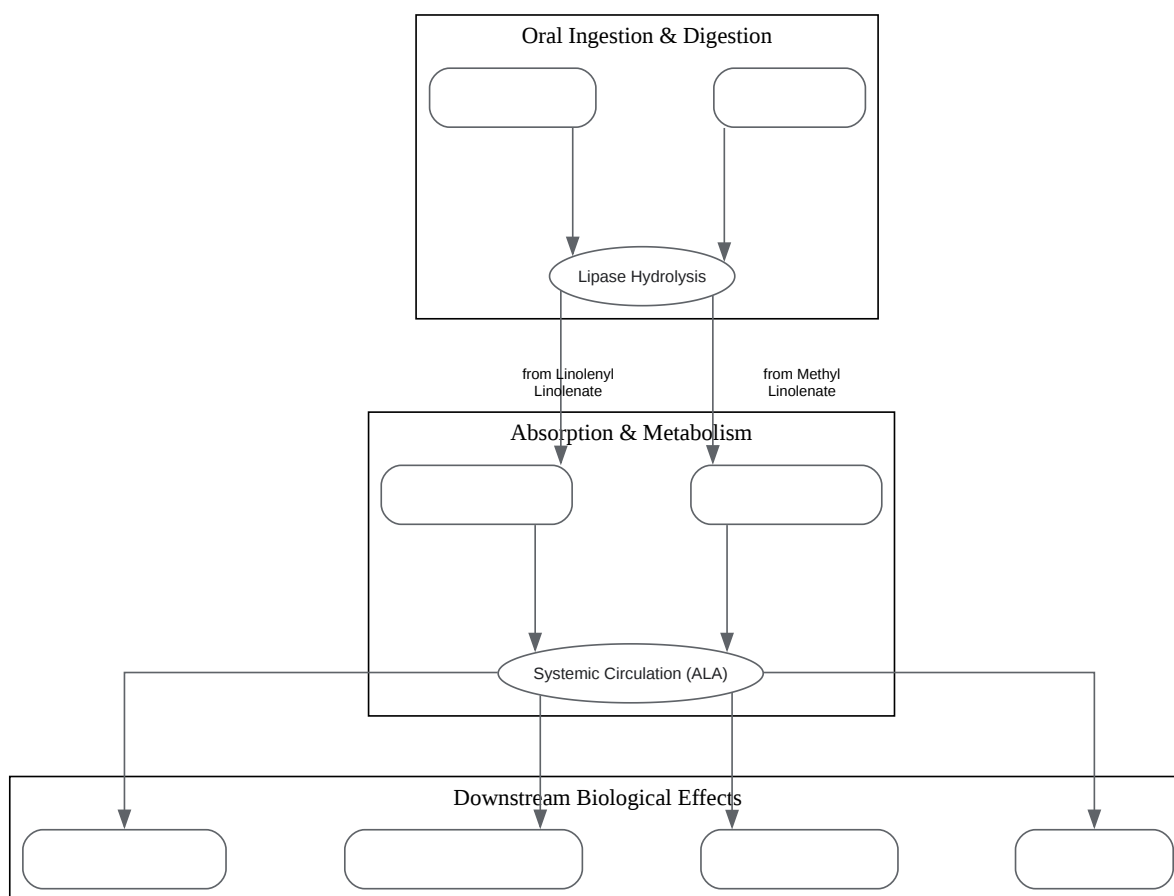 Oral Ingestion & Digestion
Lipase Hydrolysis
from Linolenyl
Linolenate
from Methyl
Linolenate
Absorption & Metabolism
Systemic Circulation (ALA)
Downstream Biological Effects